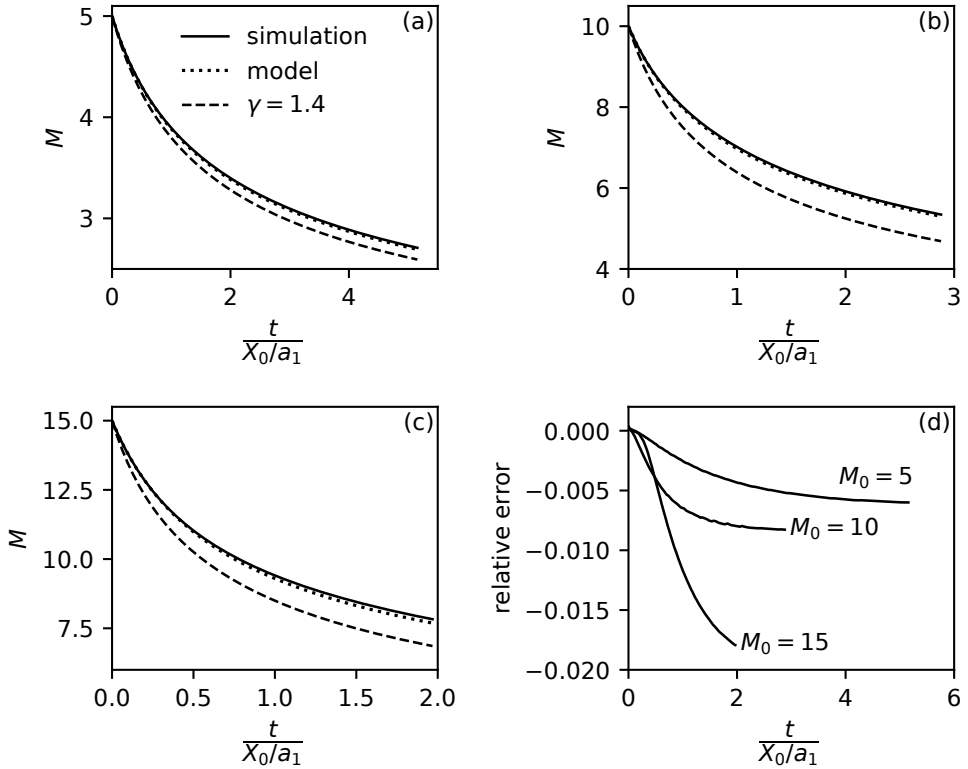 (a)
5
4
3
M
simulation
model
γ = 1.4
0
2
4
t
X₀/a₁
(b)
10
8
6
4
M
0
1
2
3
t
X₀/a₁
(c)
15.0
12.5
10.0
7.5
M
0.0
0.5
1.0
1.5
2.0
t
X₀/a₁
(d)
0.000
−0.005
−0.010
−0.015
−0.020
relative error
M₀ = 5
M₀ = 10
M₀ = 15
0
2
4
6
t
X₀/a₁